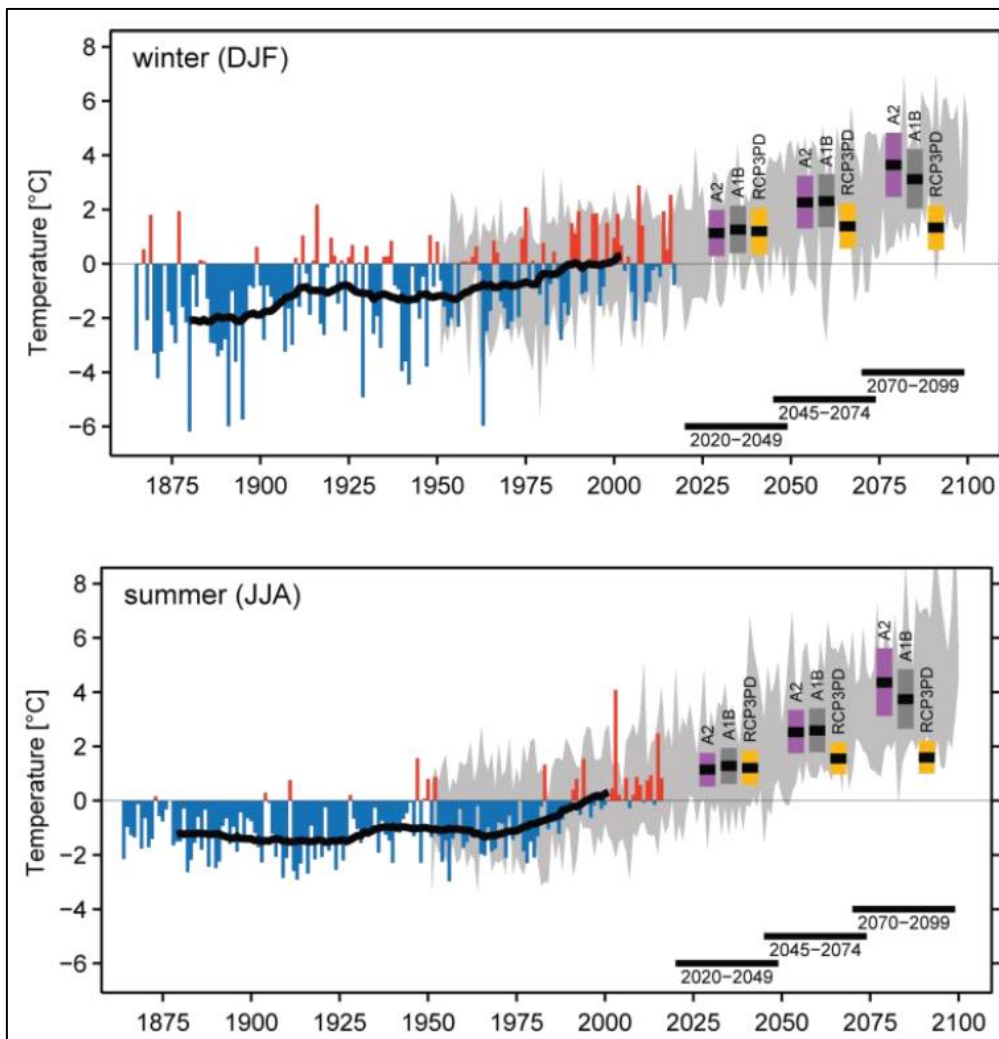 winter (DJF)
Temperature [°C]
8
6
4
2
0
−2
−4
−6
A2
A1B
RCP3PD
A2
A1B
RCP3PD
A2
A1B
RCP3PD
2070−2099
2045−2074
2020−2049
1875 1900 1925 1950 1975 2000 2025 2050 2075 2100
summer (JJA)
Temperature [°C]
8
6
4
2
0
−2
−4
−6
A2
A1B
RCP3PD
A2
A1B
RCP3PD
A2
A1B
RCP3PD
2070−2099
2045−2074
2020−2049
1875 1900 1925 1950 1975 2000 2025 2050 2075 2100